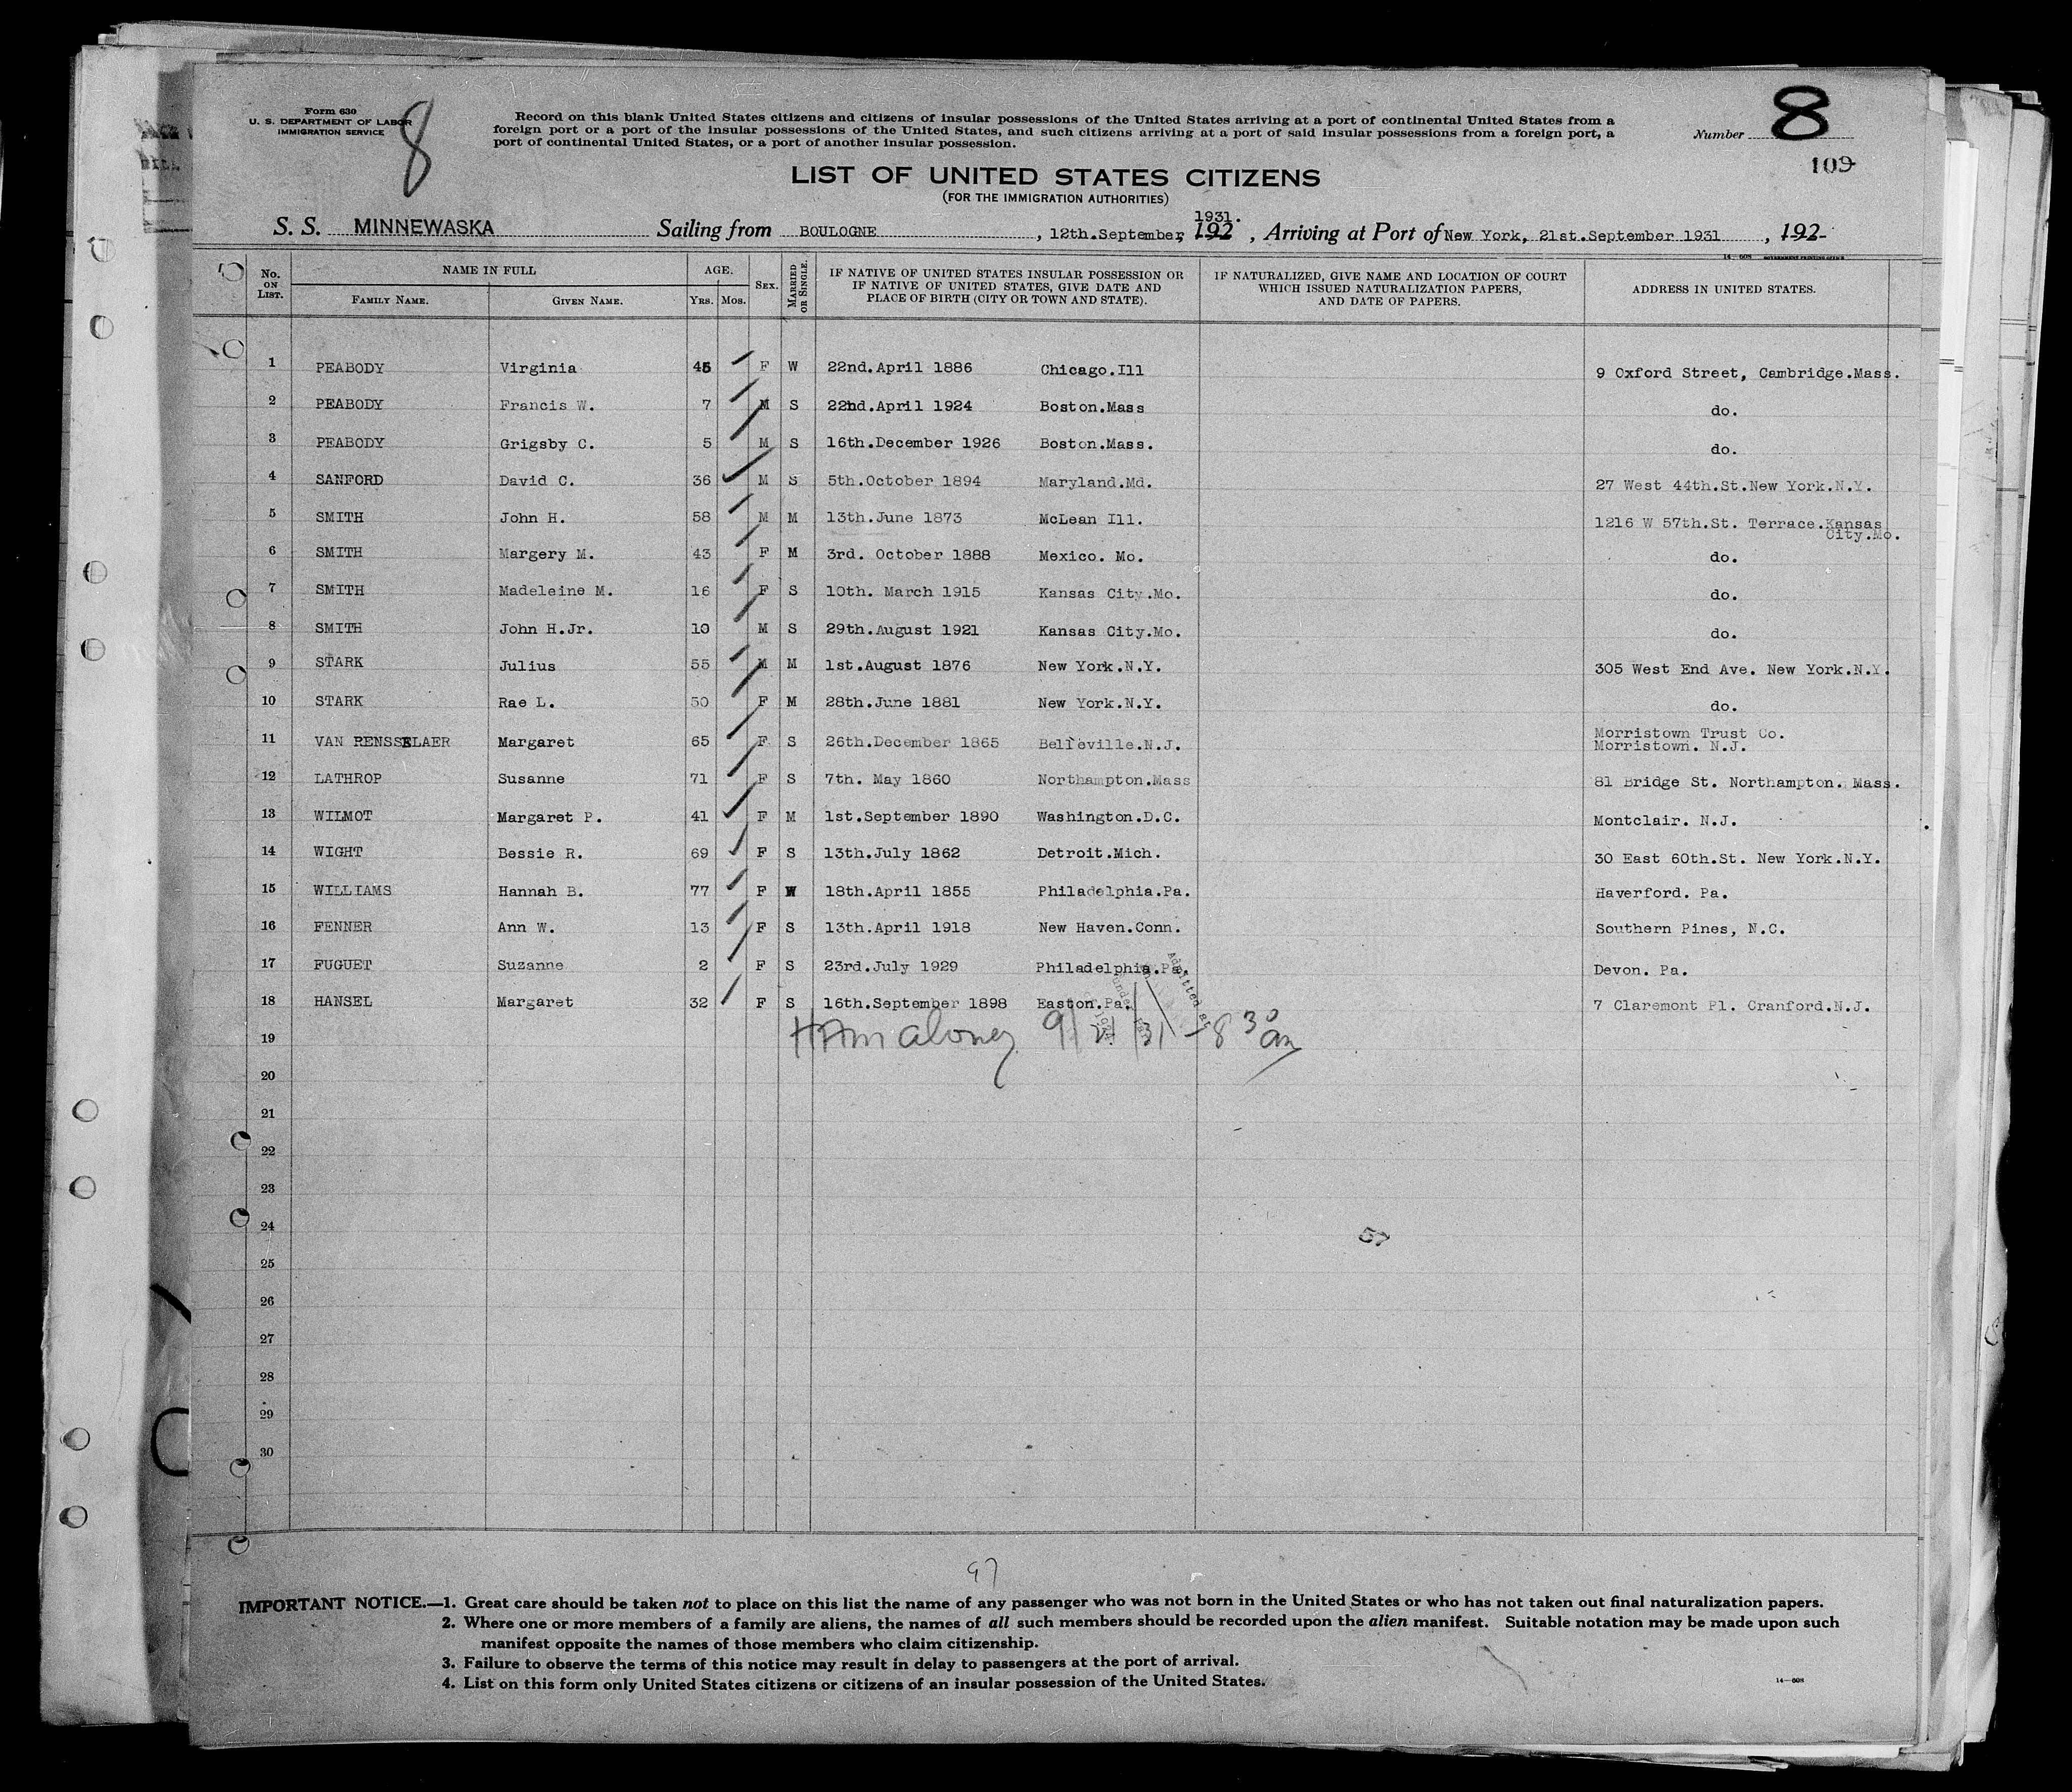 Form 630
U. S. DEPARTMENT OF LABOR
IMMIGRATION SERVICE
8
Record on this blank United States citizens and citizens of insular possessions of the United States arriving at a port of continental United States from a
foreign port or a port of the insular possessions of the United States, and such citizens arriving at a port of said insular possessions from a foreign port, a
port of continental United States, or a port of another insular possession.
Number 8
109
LIST OF UNITED STATES CITIZENS
(FOR THE IMMIGRATION AUTHORITIES)
S. S. MINNEWASKA Sailing from BOULOGNE, 12th.September, 192 1931. , Arriving at Port of New York, 21st.September 1931, 192
14-608 GOVERNMENT PRINTING OFFICE
No. ON LIST. NAME IN FULL AGE. SEX. MARRIED OR SINGLE. IF NATIVE OF UNITED STATES INSULAR POSSESSION OR IF NATIVE OF UNITED STATES, GIVE DATE AND PLACE OF BIRTH (CITY OR TOWN AND STATE). IF NATURALIZED, GIVE NAME AND LOCATION OF COURT WHICH ISSUED NATURALIZATION PAPERS, AND DATE OF PAPERS. ADDRESS IN UNITED STATES.
FAMILY NAME. GIVEN NAME. YRS. MOS.
1 PEABODY Virginia 45 F W 22nd.April 1886 Chicago.Ill 9 Oxford Street, Cambridge.Mass.
2 PEABODY Francis W. 7 M S 22nd.April 1924 Boston.Mass do.
3 PEABODY Grigsby C. 5 M S 16th.December 1926 Boston.Mass. do.
4 SANFORD David C. 36 M S 5th.October 1894 Maryland.Md. 27 West 44th.St.New York.N.Y.
5 SMITH John H. 58 M M 13th.June 1873 McLean Ill. 1216 W 57th.St. Terrace.Kansas
City.Mo.
6 SMITH Margery M. 43 F M 3rd. October 1888 Mexico. Mo. do.
7 SMITH Madeleine M. 16 F S 10th. March 1915 Kansas City.Mo. do.
8 SMITH John H.Jr. 10 M S 29th.August 1921 Kansas City.Mo. do.
9 STARK Julius 55 M M 1st.August 1876 New York.N.Y. 305 West End Ave. New York.N.Y.
10 STARK Rae L. 50 F M 28th.June 1881 New York.N.Y. do.
11 VAN RENSSELAER Margaret 65 F S 26th.December 1865 Belleville.N.J. Morristown Trust Co.
Morristown. N.J.
12 LATHROP Susanne 71 F S 7th. May 1860 Northampton.Mass 81 Bridge St. Northampton. Mass.
13 WILMOT Margaret P. 41 F M 1st.September 1890 Washington.D.C. Montclair. N.J.
14 WIGHT Bessie R. 69 F S 13th.July 1862 Detroit.Mich. 30 East 60th.St. New York.N.Y.
15 WILLIAMS Hannah B. 77 F W 18th.April 1855 Philadelphia.Pa. Haverford. Pa.
16 FENNER Ann W. 13 F S 13th.April 1918 New Haven.Conn. Southern Pines, N.C.
17 FUGUET Suzanne 2 F S 23rd.July 1929 Philadelphia.Pa. Devon. Pa.
18 HANSEL Margaret 32 F S 16th.September 1898 Easton.Pa. 7 Claremont Pl. Cranford.N.J.
Admitted
under
19 9/21/31 - 8 30 am
20
21
22
23
24
57
25
26
27
28
29
30
97
IMPORTANT NOTICE.—1. Great care should be taken not to place on this list the name of any passenger who was not born in the United States or who has not taken out final naturalization papers.
2. Where one or more members of a family are aliens, the names of all such members should be recorded upon the alien manifest. Suitable notation may be made upon such
manifest opposite the names of those members who claim citizenship.
3. Failure to observe the terms of this notice may result in delay to passengers at the port of arrival.
4. List on this form only United States citizens or citizens of an insular possession of the United States.
14—608